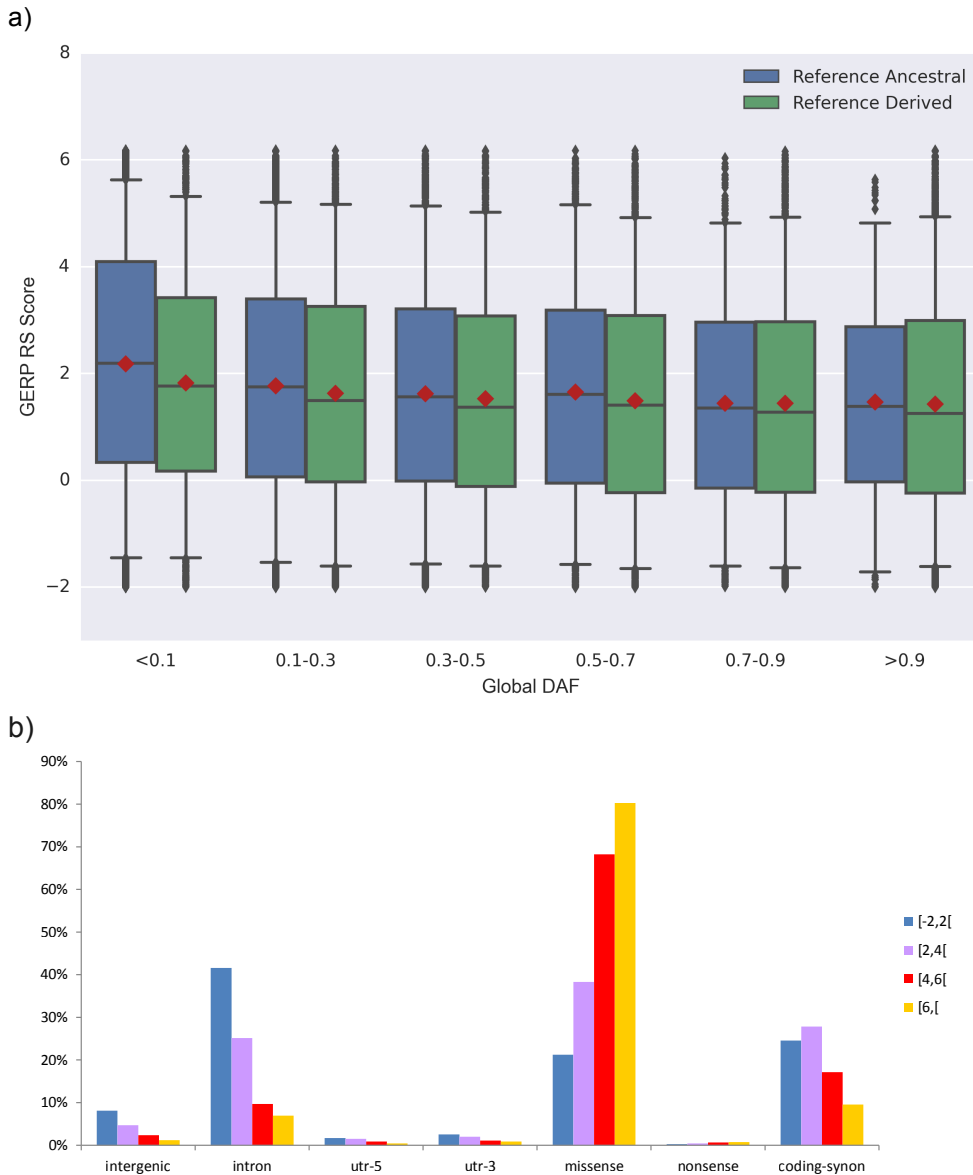 a)
8
Reference Ancestral
Reference Derived
6
4
2
0
−2
GERP RS Score
<0.1 0.1-0.3 0.3-0.5 0.5-0.7 0.7-0.9 >0.9
Global DAF
b)
90%
80%
70%
60%
50%
40%
30%
20%
10%
0%
[-2,2[
[2,4[
[4,6[
[6,[
intergenic intron utr-5 utr-3 missense nonsense coding-synon